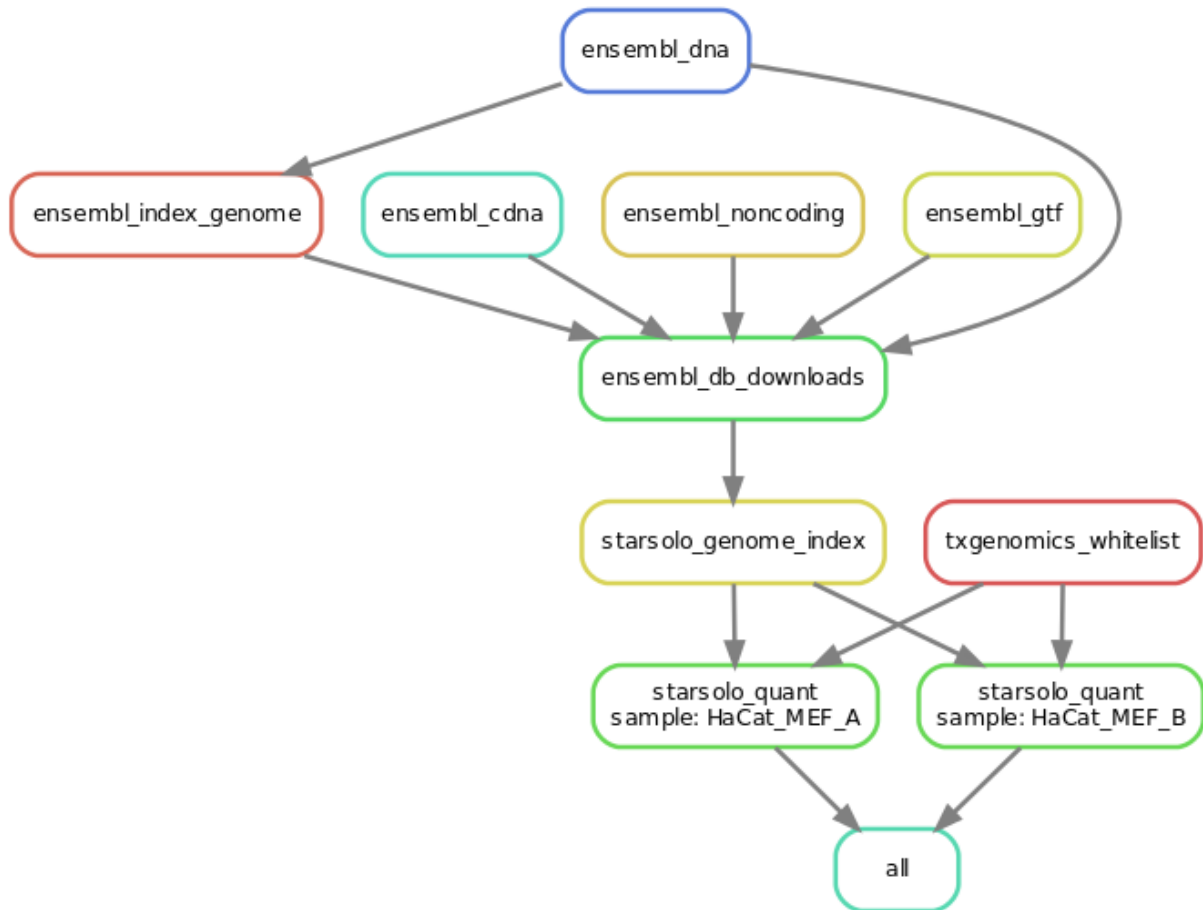 ensembl_dna
ensembl_index_genome
ensembl_cdna
ensembl_noncoding
ensembl_gtf
ensembl_db_downloads
starsolo_genome_index
txgenomics_whitelist
starsolo_quant
sample: HaCat_MEF_A
starsolo_quant
sample: HaCat_MEF_B
all